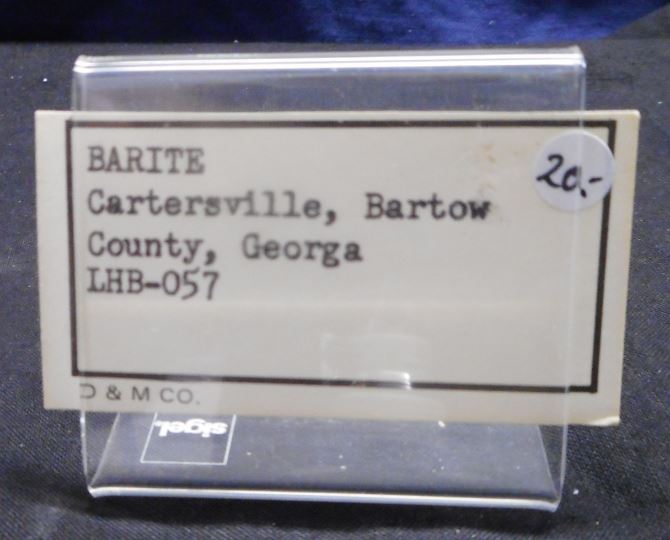 BARITE
20.-
Cartersville, Bartow
County, Georga
LHB-057
D & M CO.
sigel.